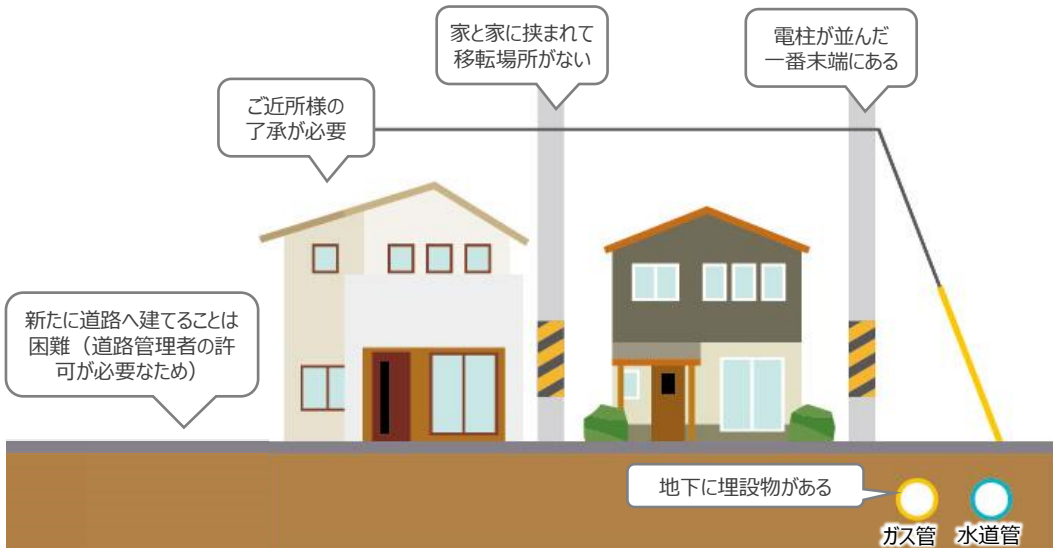 家と家に挟まれて
移転場所がない
電柱が並んだ
一番末端にある
ご近所様の
了承が必要
新たに道路へ建てることは
困難（道路管理者の許
可が必要なため）
地下に埋設物がある
ガス管
水道管